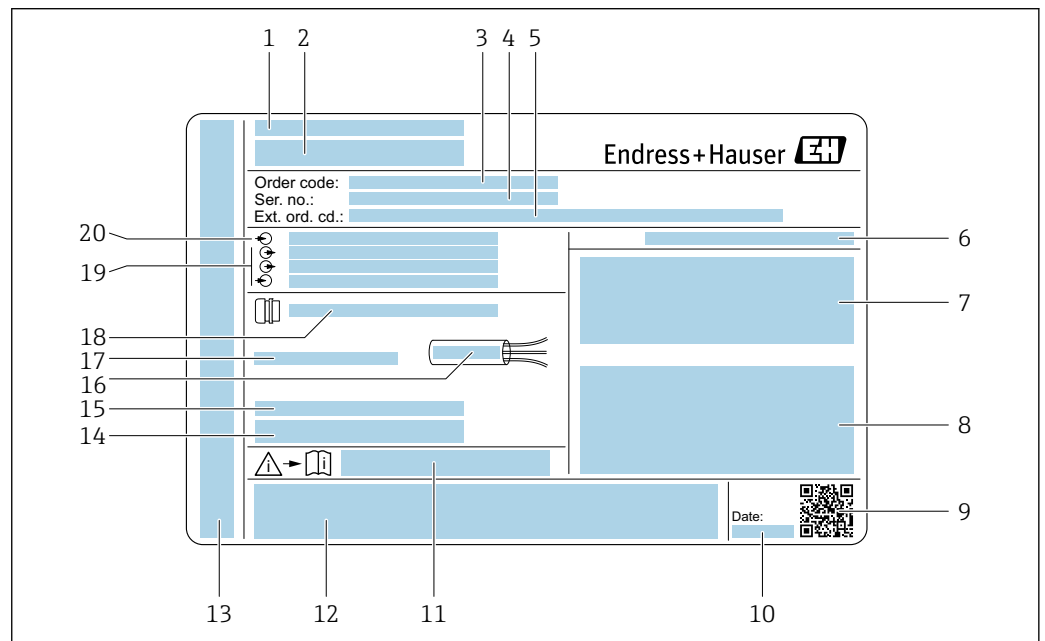 1 2 3 4 5
Endress+Hauser EH
Order code:
Ser. no.:
Ext. ord. cd.:
20
6
19
7
18
17
16
15
8
14
i i
Date:
9
13 12 11 10